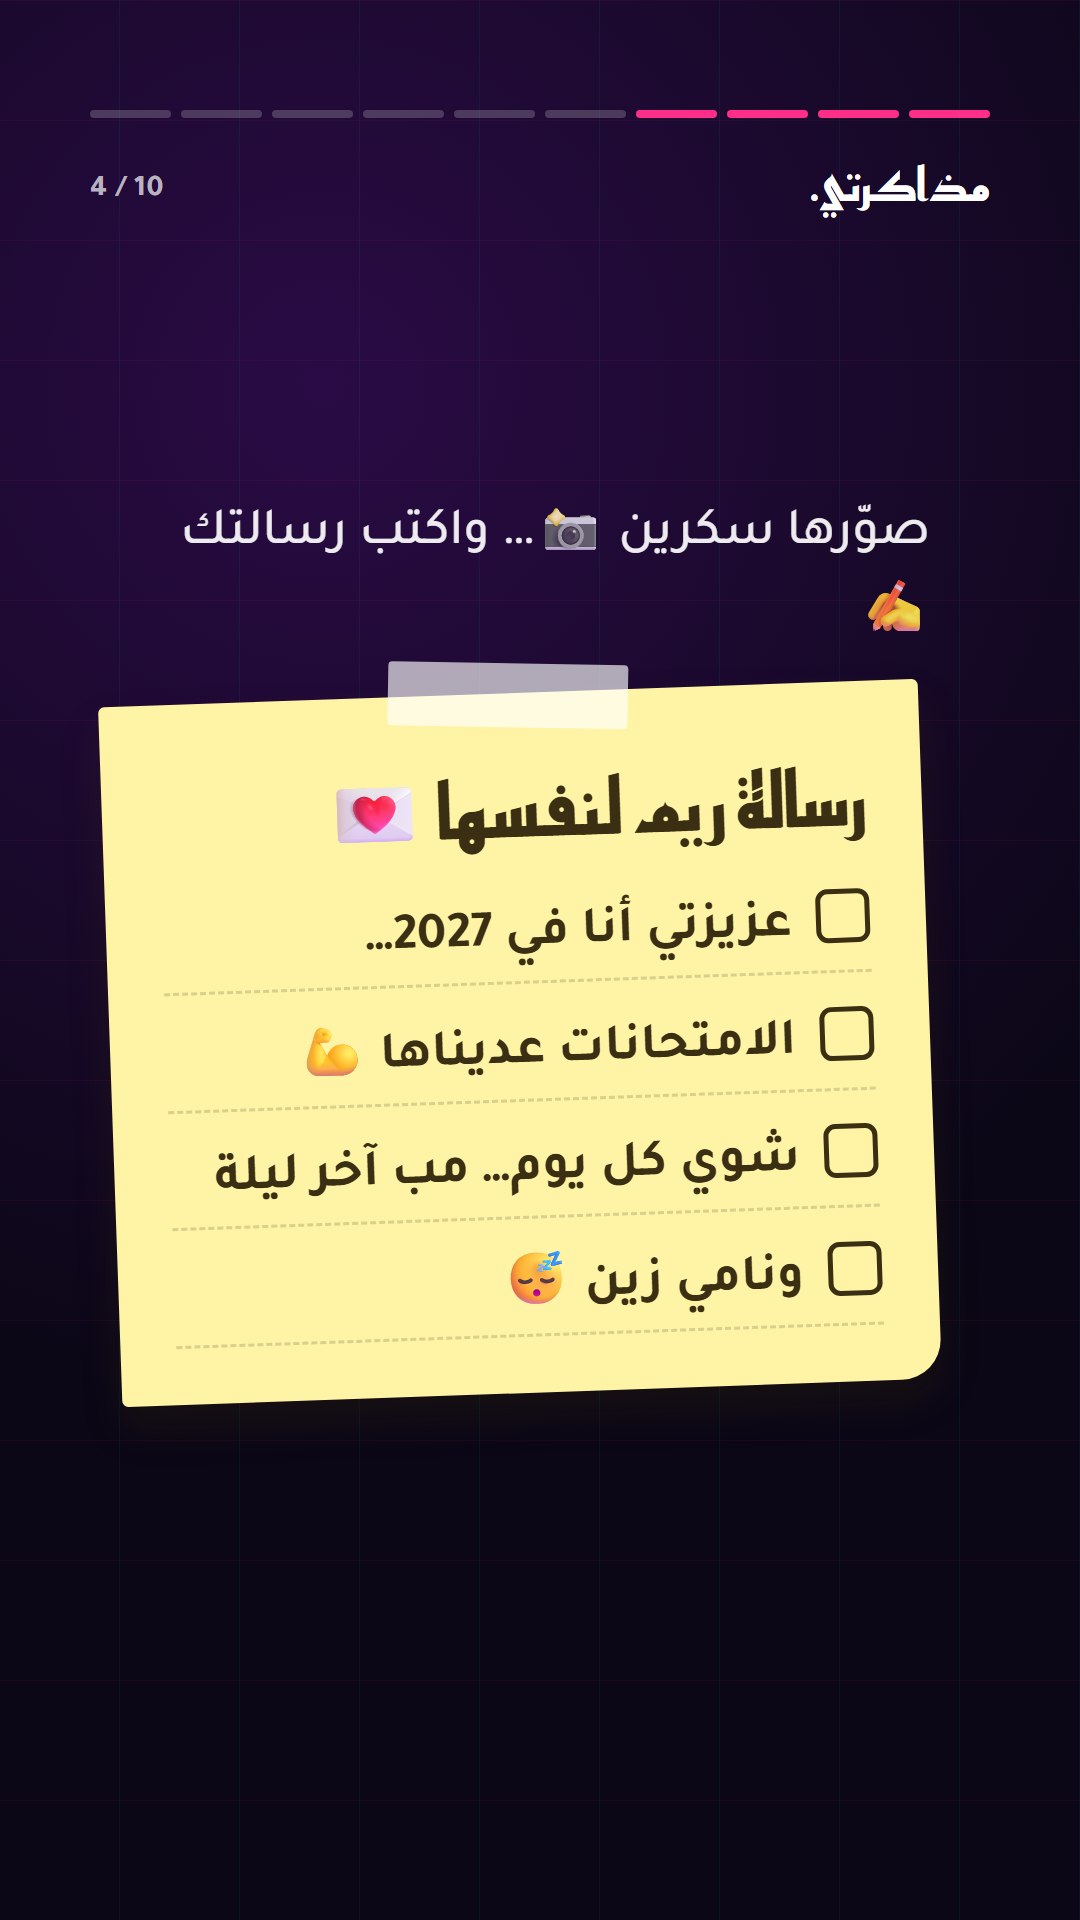 مذاكرتي.
4 / 10
صوّرها سكرين 📸... واكتب رسالتك
✍️
رسالة ريم لنفسها 💌
عزيزتي أنا في 2027...
الامتحانات عديناها 💪
شوي كل يوم... مب آخر ليلة
ونامي زين 😴